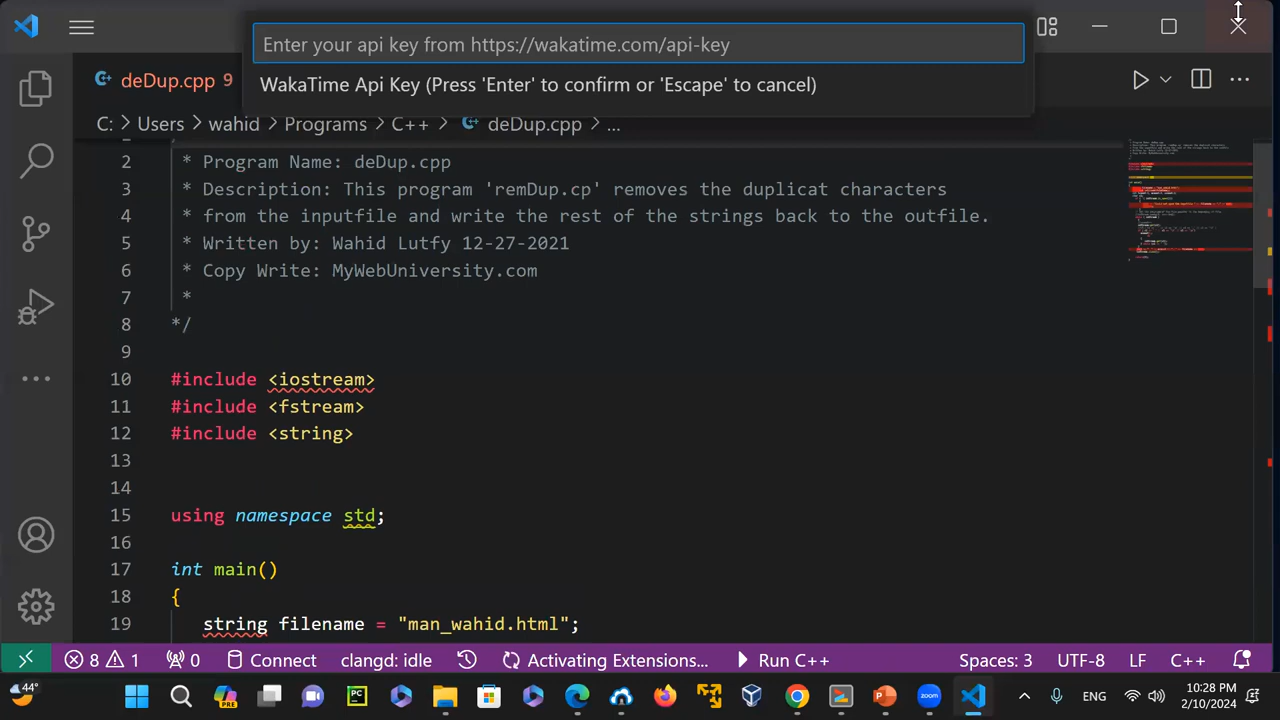 Enter your api key from https://wakatime.com/api-key
WakaTime Api Key (Press 'Enter' to confirm or 'Escape' to cancel)
deDup.cpp 9
C: > Users > wahid > Programs > C++ > deDup.cpp > ...
2 * Program Name: deDup.cpp
3 * Description: This program 'remDup.cp' removes the duplicat characters
4 * from the inputfile and write the rest of the strings back to the outfile.
5 * Written by: Wahid Lutfy 12-27-2021
6 * Copy Write: MyWebUniversity.com
7 *
8 */
9
10 #include <iostream>
11 #include <fstream>
12 #include <string>
13
14
15 using namespace std;
16
17 int main()
18 {
19 string filename = "man_wahid.html";
8 1 0 Connect clangd: idle Activating Extensions... Run C++ Spaces: 3 UTF-8 LF C++
44° PRE PC zoom ENG 10:28 PM
2/10/2024